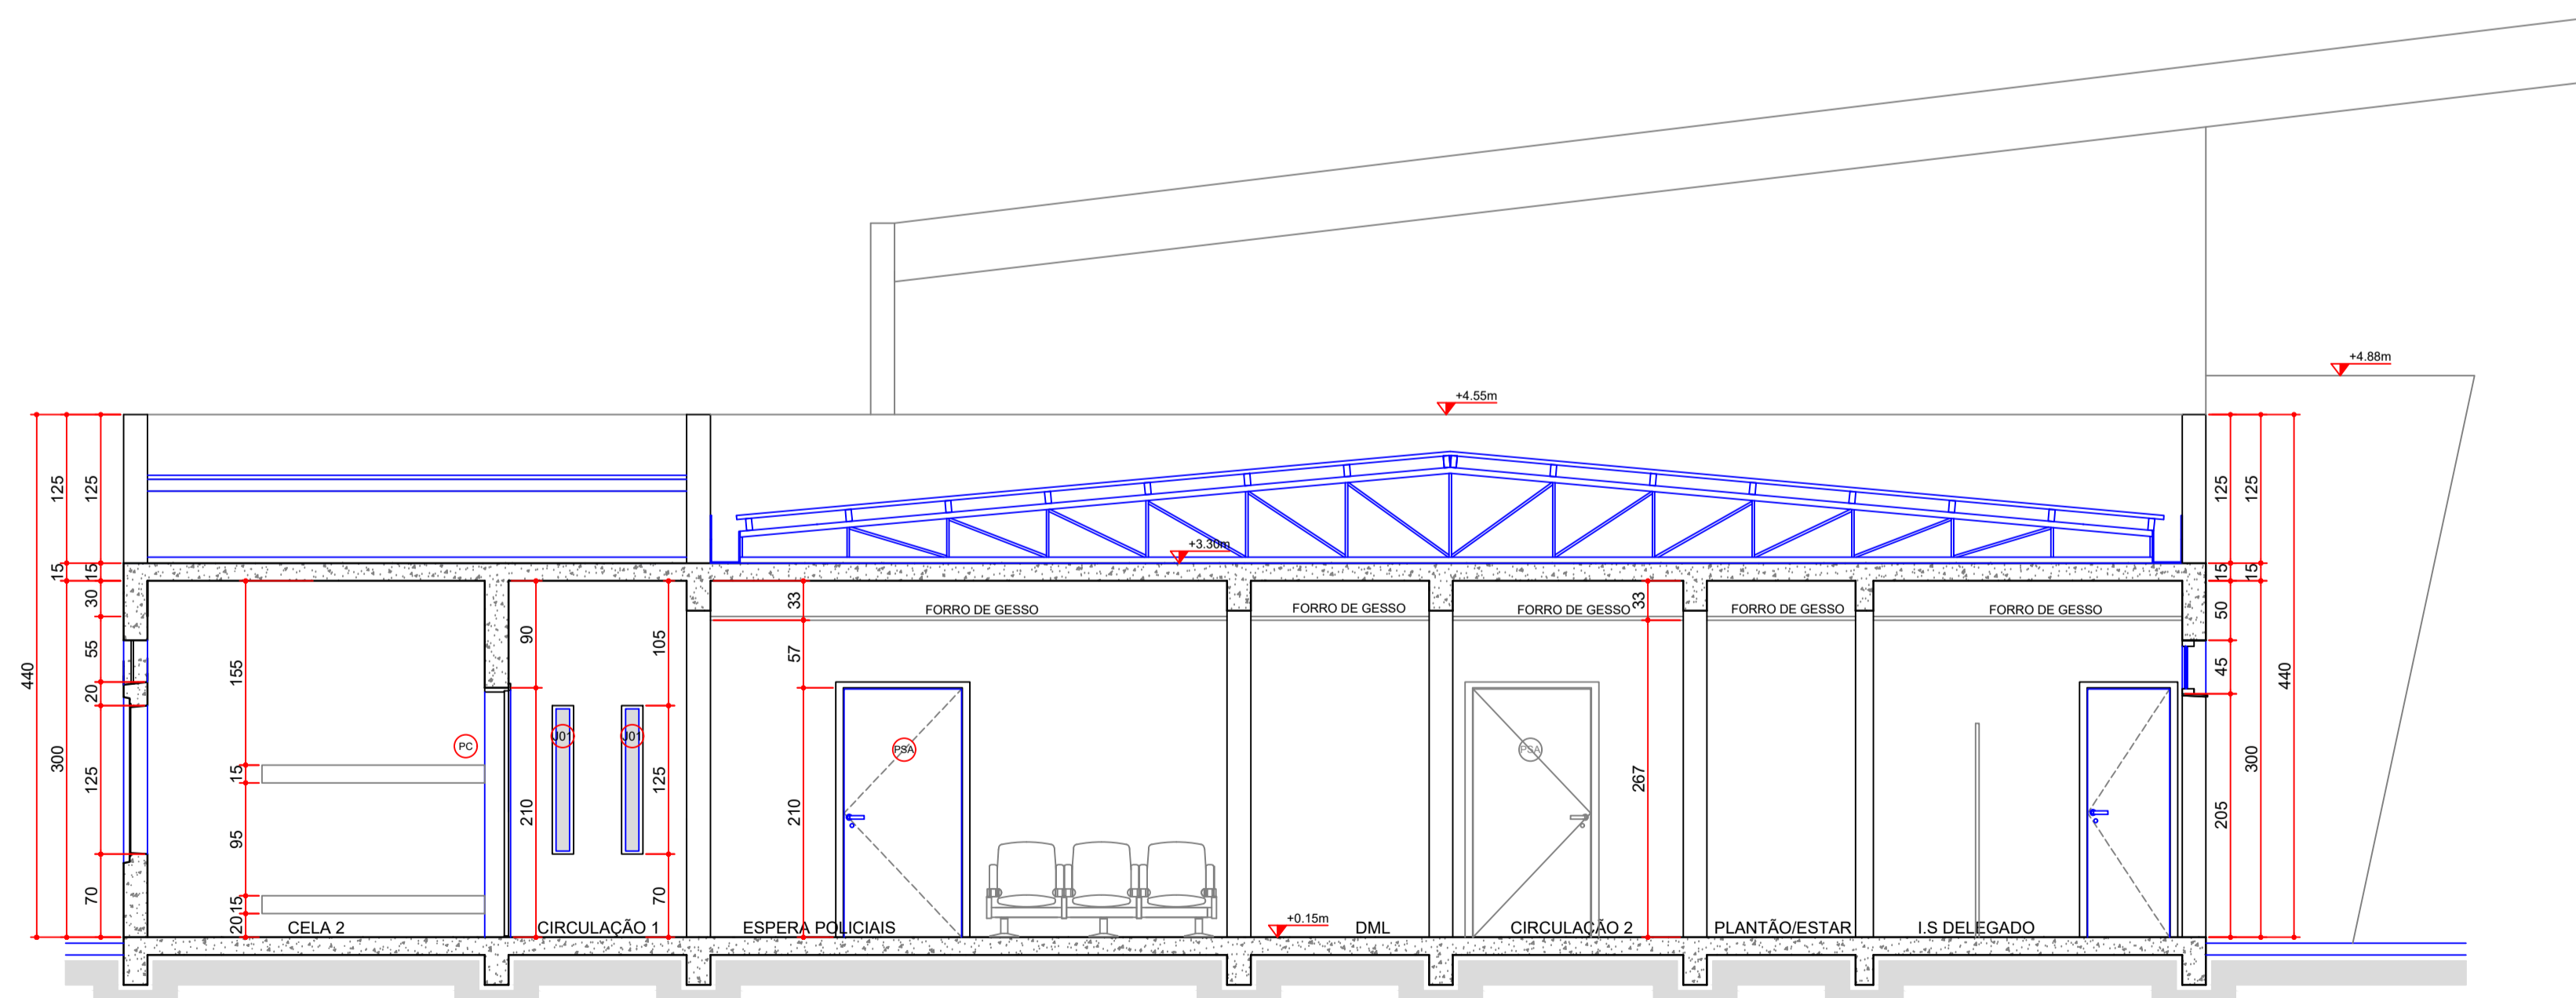 +4.88m
+4.55m
125
125
125
125
+3.30m
15
15
15
15
30
33
33
50
FORRO DE GESSO
FORRO DE GESSO
FORRO DE GESSO
FORRO DE GESSO
FORRO DE GESSO
90
105
55
57
45
440
155
440
20
PC
J01
J01
PSA
PSA
300
125
15
210
125
210
267
205
300
95
70
2015
70
+0.15m
CELA 2
CIRCULAÇÃO 1
ESPERA POLICIAIS
DML
CIRCULAÇÃO 2
PLANTÃO/ESTAR
I.S DELEGADO